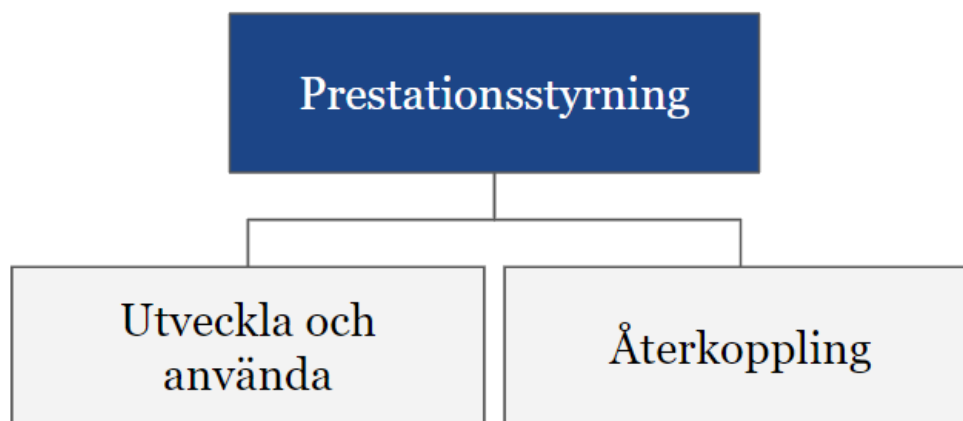 Prestationsstyrning
Utveckla och
använda
Återkoppling